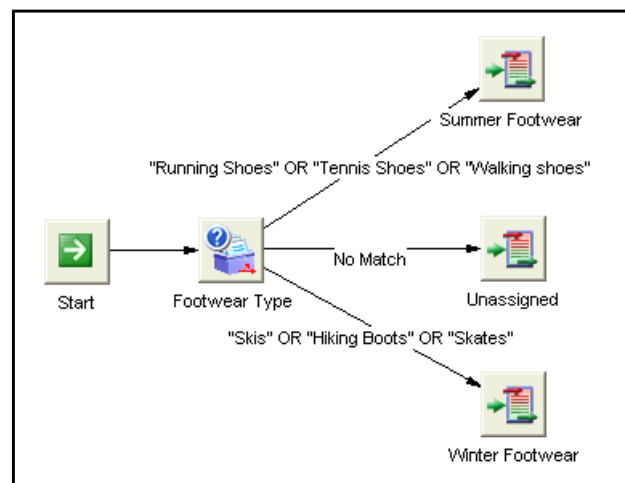 Summer Footwear
"Running Shoes" OR "Tennis Shoes" OR "Walking shoes"
Start
Footwear Type
No Match
Unassigned
"Skis" OR "Hiking Boots" OR "Skates"
Winter Footwear